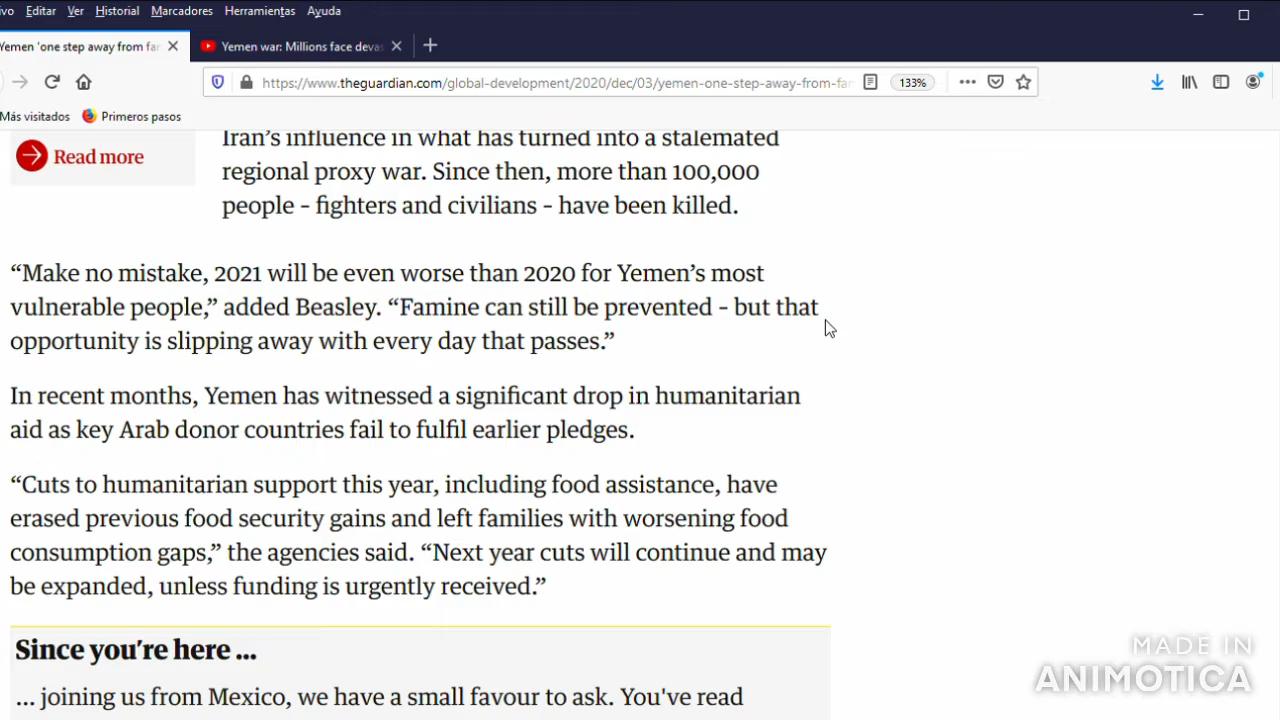 ivo Editar Ver Historial Marcadores Herramientas Ayuda
Yemen 'one step away from fa
Yemen war: Millions face deva
https://www.theguardian.com/global-development/2020/dec/03/yemen-one-step-away-from-fa
133%
Más visitados Primeros pasos
Iran’s influence in what has turned into a stalemated
Read more
regional proxy war. Since then, more than 100,000
people – fighters and civilians – have been killed.
“Make no mistake, 2021 will be even worse than 2020 for Yemen’s most
vulnerable people,” added Beasley. “Famine can still be prevented – but that
opportunity is slipping away with every day that passes.”
In recent months, Yemen has witnessed a significant drop in humanitarian
aid as key Arab donor countries fail to fulfil earlier pledges.
“Cuts to humanitarian support this year, including food assistance, have
erased previous food security gains and left families with worsening food
consumption gaps,” the agencies said. “Next year cuts will continue and may
be expanded, unless funding is urgently received.”
Since you’re here ...
... joining us from Mexico, we have a small favour to ask. You've read
MADE IN
ANIMOTICA